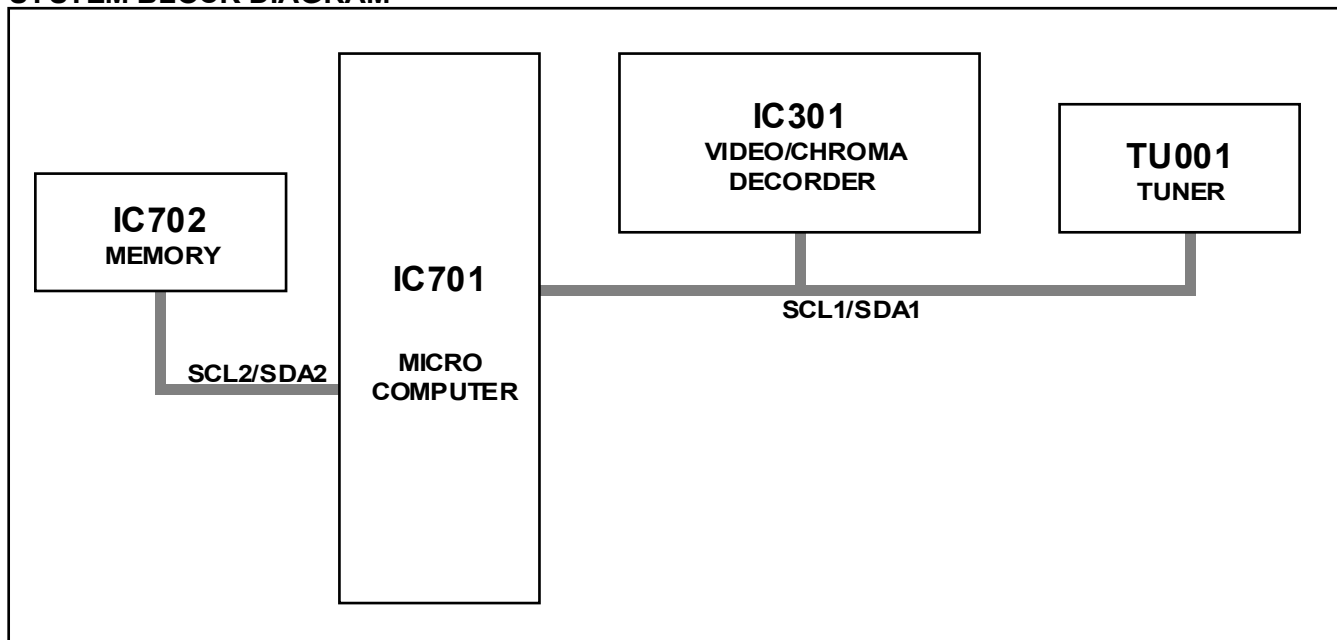 SYSTEM BLOCK DIAGRAM
IC702
MEMORY
SCL2/SDA2
IC701
MICRO
COMPUTER
IC301
VIDEO/CHROMA
DECORDER
SCL1/SDA1
TU001
TUNER